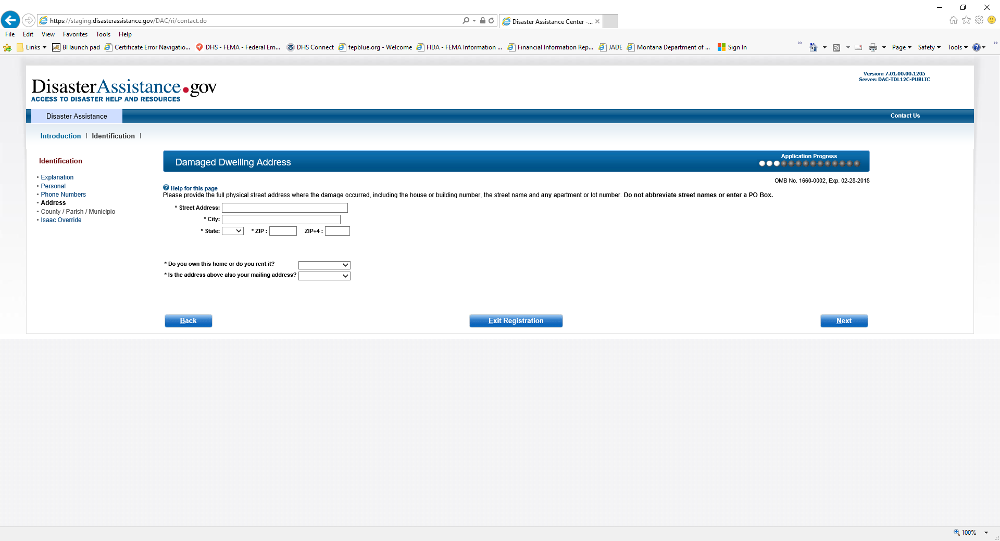 https://staging.disasterassistance.gov/DAC/ri/contact.do
Disaster Assistance Center -...
File Edit View Favorites Tools Help
Links BI launch pad Certificate Error Navigatio... DHS - FEMA - Federal Em... DHS Connect fepblue.org - Welcome FIDA - FEMA Information ... Financial Information Rep... JADE Montana Department of ... Sign In » Page Safety Tools »
Version: 7.01.00.00.1205
Server: DAC-TDL12C-PUBLIC
DisasterAssistance.gov
ACCESS TO DISASTER HELP AND RESOURCES
Disaster Assistance
Contact Us
Introduction | Identification |
Identification
• Explanation
• Personal
• Phone Numbers
• Address
• County / Parish / Municipio
• Isaac Override
Damaged Dwelling Address
Application Progress
OMB No. 1660-0002, Exp. 02-28-2018
? Help for this page
Please provide the full physical street address where the damage occurred, including the house or building number, the street name and any apartment or lot number. Do not abbreviate street names or enter a PO Box.
* Street Address:
* City:
* State: * ZIP : ZIP+4 :
* Do you own this home or do you rent it?
* Is the address above also your mailing address?
Back
Exit Registration
Next
100%